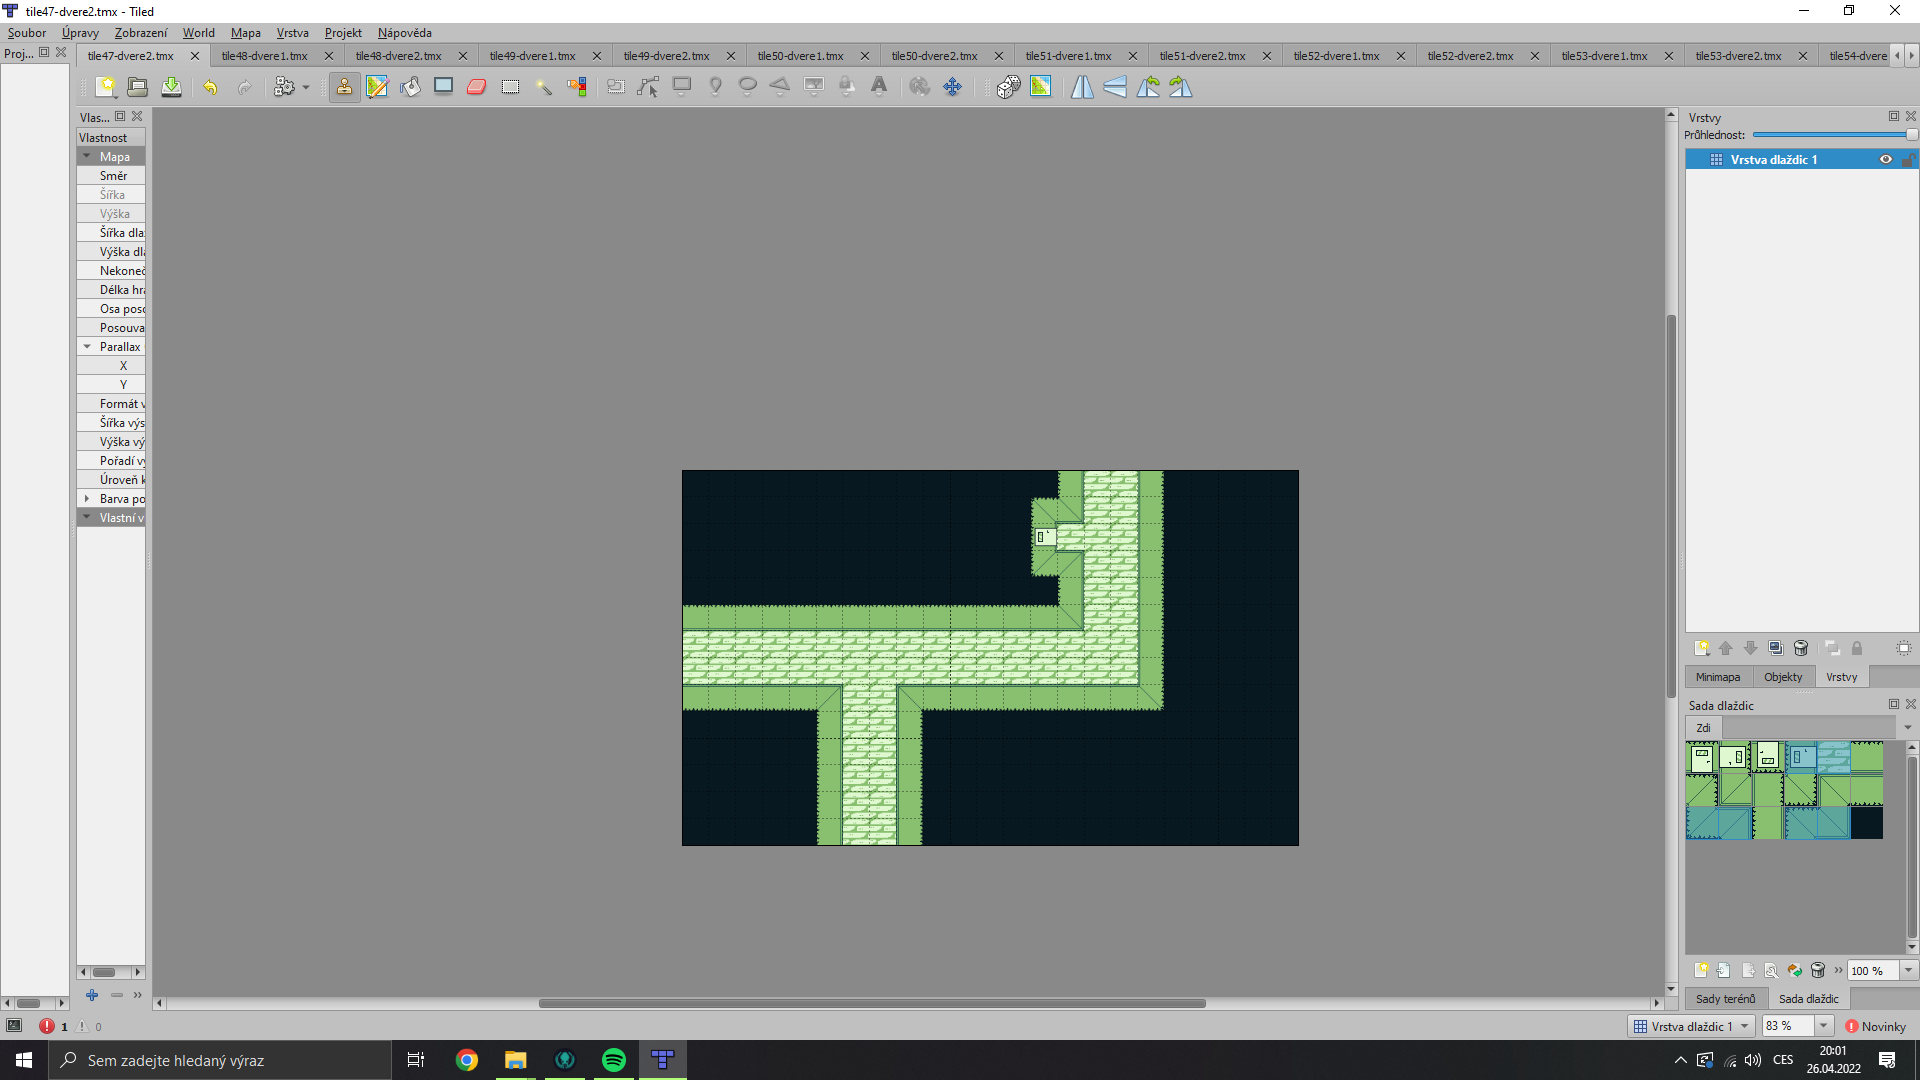 tile47-dvere2.tmx - Tiled
Soubor Úpravy Zobrazení World Mapa Vrstva Projekt Nápověda
Proj...
tile47-dvere2.tmx tile48-dvere1.tmx tile48-dvere2.tmx tile49-dvere1.tmx tile49-dvere2.tmx tile50-dvere1.tmx tile50-dvere2.tmx tile51-dvere1.tmx tile51-dvere2.tmx tile52-dvere1.tmx tile52-dvere2.tmx tile53-dvere1.tmx tile53-dvere2.tmx tile54-dvere
Vlas...
Vlastnost
Mapa
Směr
Šířka
Výška
Šířka dla
Výška dl
Nekoneč
Délka hr
Osa poso
Posouva
Parallax
X
Y
Formát v
Šířka výs
Výška vý
Pořadí v
Úroveň k
Barva po
Vlastní v
Vrstvy
Průhlednost:
Vrstva dlaždic 1
Minimapa Objekty Vrstvy
Sada dlaždic
Zdi
100 %
Sady terénů Sada dlaždic
1 0
Vrstva dlaždic 1 83 % Novinky
Sem zadejte hledaný výraz
CES
20:01
26.04.2022